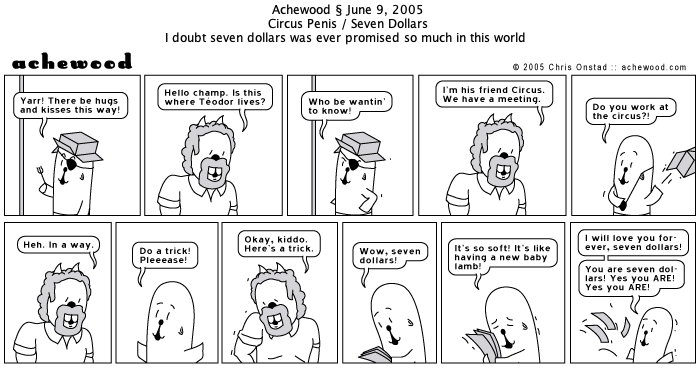 Achewood § June 9, 2005
Circus Penis / Seven Dollars
I doubt seven dollars was ever promised so much in this world
achewood
© 2005 Chris Onstad :: achewood.com
Yarr! There be hugs
and kisses this way!
Hello champ. Is this
where Téodor lives?
Who be wantin'
to know!
I'm his friend Circus.
We have a meeting.
Do you work at
the circus?!
Heh. In a way.
Do a trick!
Pleeease!
Okay, kiddo.
Here's a trick.
Wow, seven
dollars!
It's so soft! It's like
having a new baby
lamb!
I will love you for-
ever, seven dollars!
You are seven dol-
lars! Yes you ARE!
Yes you ARE!